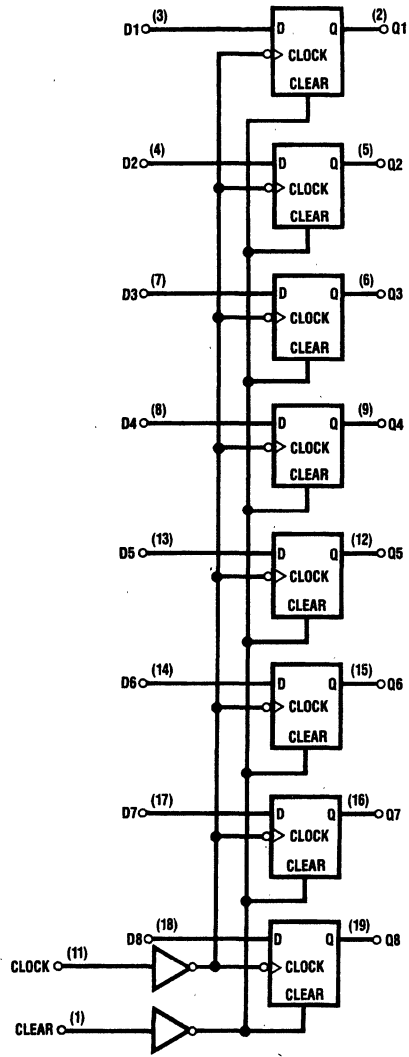 D1 (3) D Q (2) Q1
CLOCK
CLEAR
D2 (4) D Q (5) Q2
CLOCK
CLEAR
D3 (7) D Q (6) Q3
CLOCK
CLEAR
D4 (8) D Q (9) Q4
CLOCK
CLEAR
D5 (13) D Q (12) Q5
CLOCK
CLEAR
D6 (14) D Q (15) Q6
CLOCK
CLEAR
D7 (17) D Q (16) Q7
CLOCK
CLEAR
D8 (18) D Q (19) Q8
CLOCK (11) CLOCK
CLEAR
CLEAR (1)